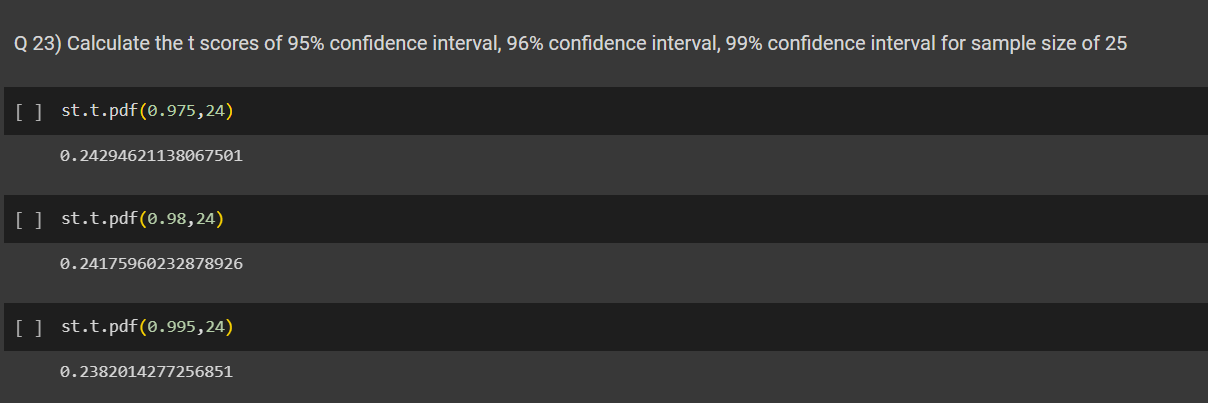 Q 23) Calculate the t scores of 95% confidence interval, 96% confidence interval, 99% confidence interval for sample size of 25
[ ] st.t.pdf(0.975,24)
0.24294621138067501
[ ] st.t.pdf(0.98,24)
0.24175960232878926
[ ] st.t.pdf(0.995,24)
0.2382014277256851